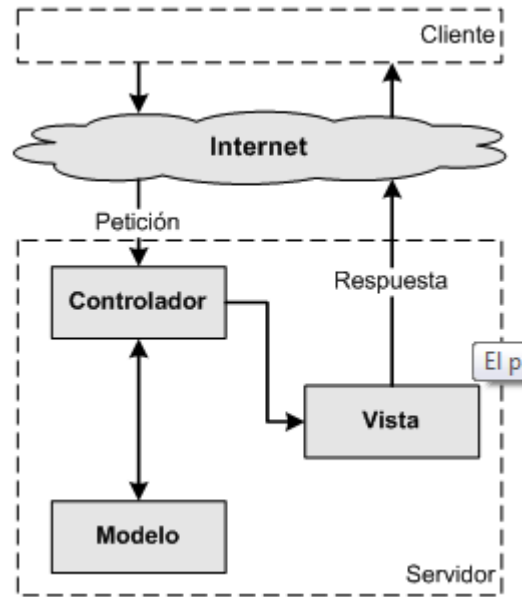 Cliente
Internet
Petición
Controlador
Respuesta
El p
Vista
Modelo
Servidor